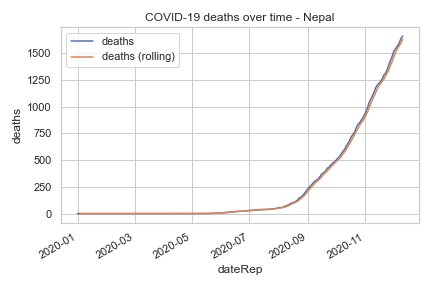 COVID-19 deaths over time - Nepal
deaths
deaths (rolling)
1500
1250
1000
750
500
250
0
deaths
2020-01
2020-03
2020-05
2020-07
2020-09
2020-11
dateRep